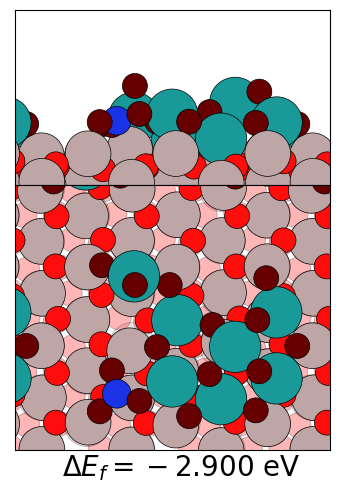 $\Delta E_f = -2.900$ eV